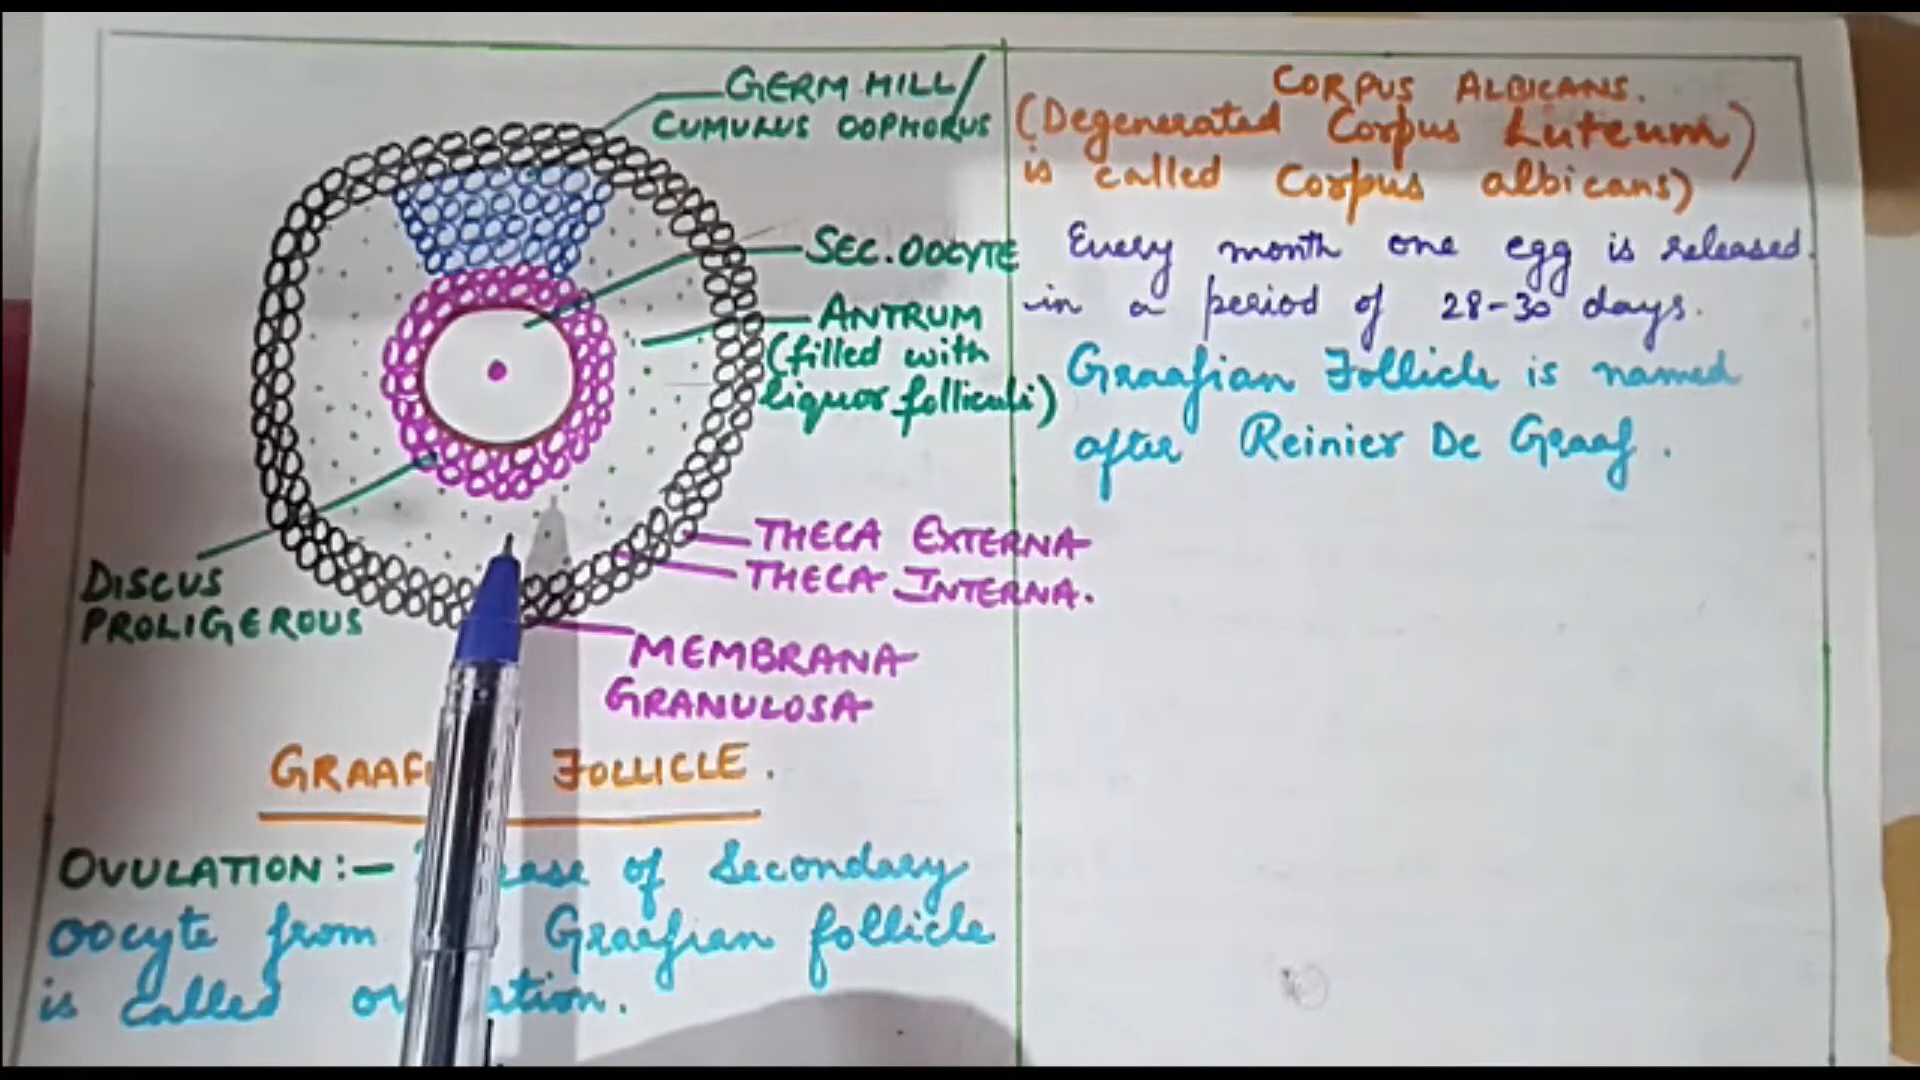 GERM HILL/
CUMULUS OOPHORUS
SEC. OOCYTE
ANTRUM
(filled with
liquor folliculi)
THECA EXTERNA
THECA INTERNA.
DISCUS
PROLIGEROUS
MEMBRANA
GRANULOSA
FOLLICLE.
OVULATION:- of Secondary
oocyte from Graafian follicle
is called
CORPUS ALBICANS.
(Degenerated Corpus Luteum)
is called Corpus albicans)
Every month one egg is released
in a period of 28-30 days.
Graafian Follicle is named
after Reinier De Graaf.